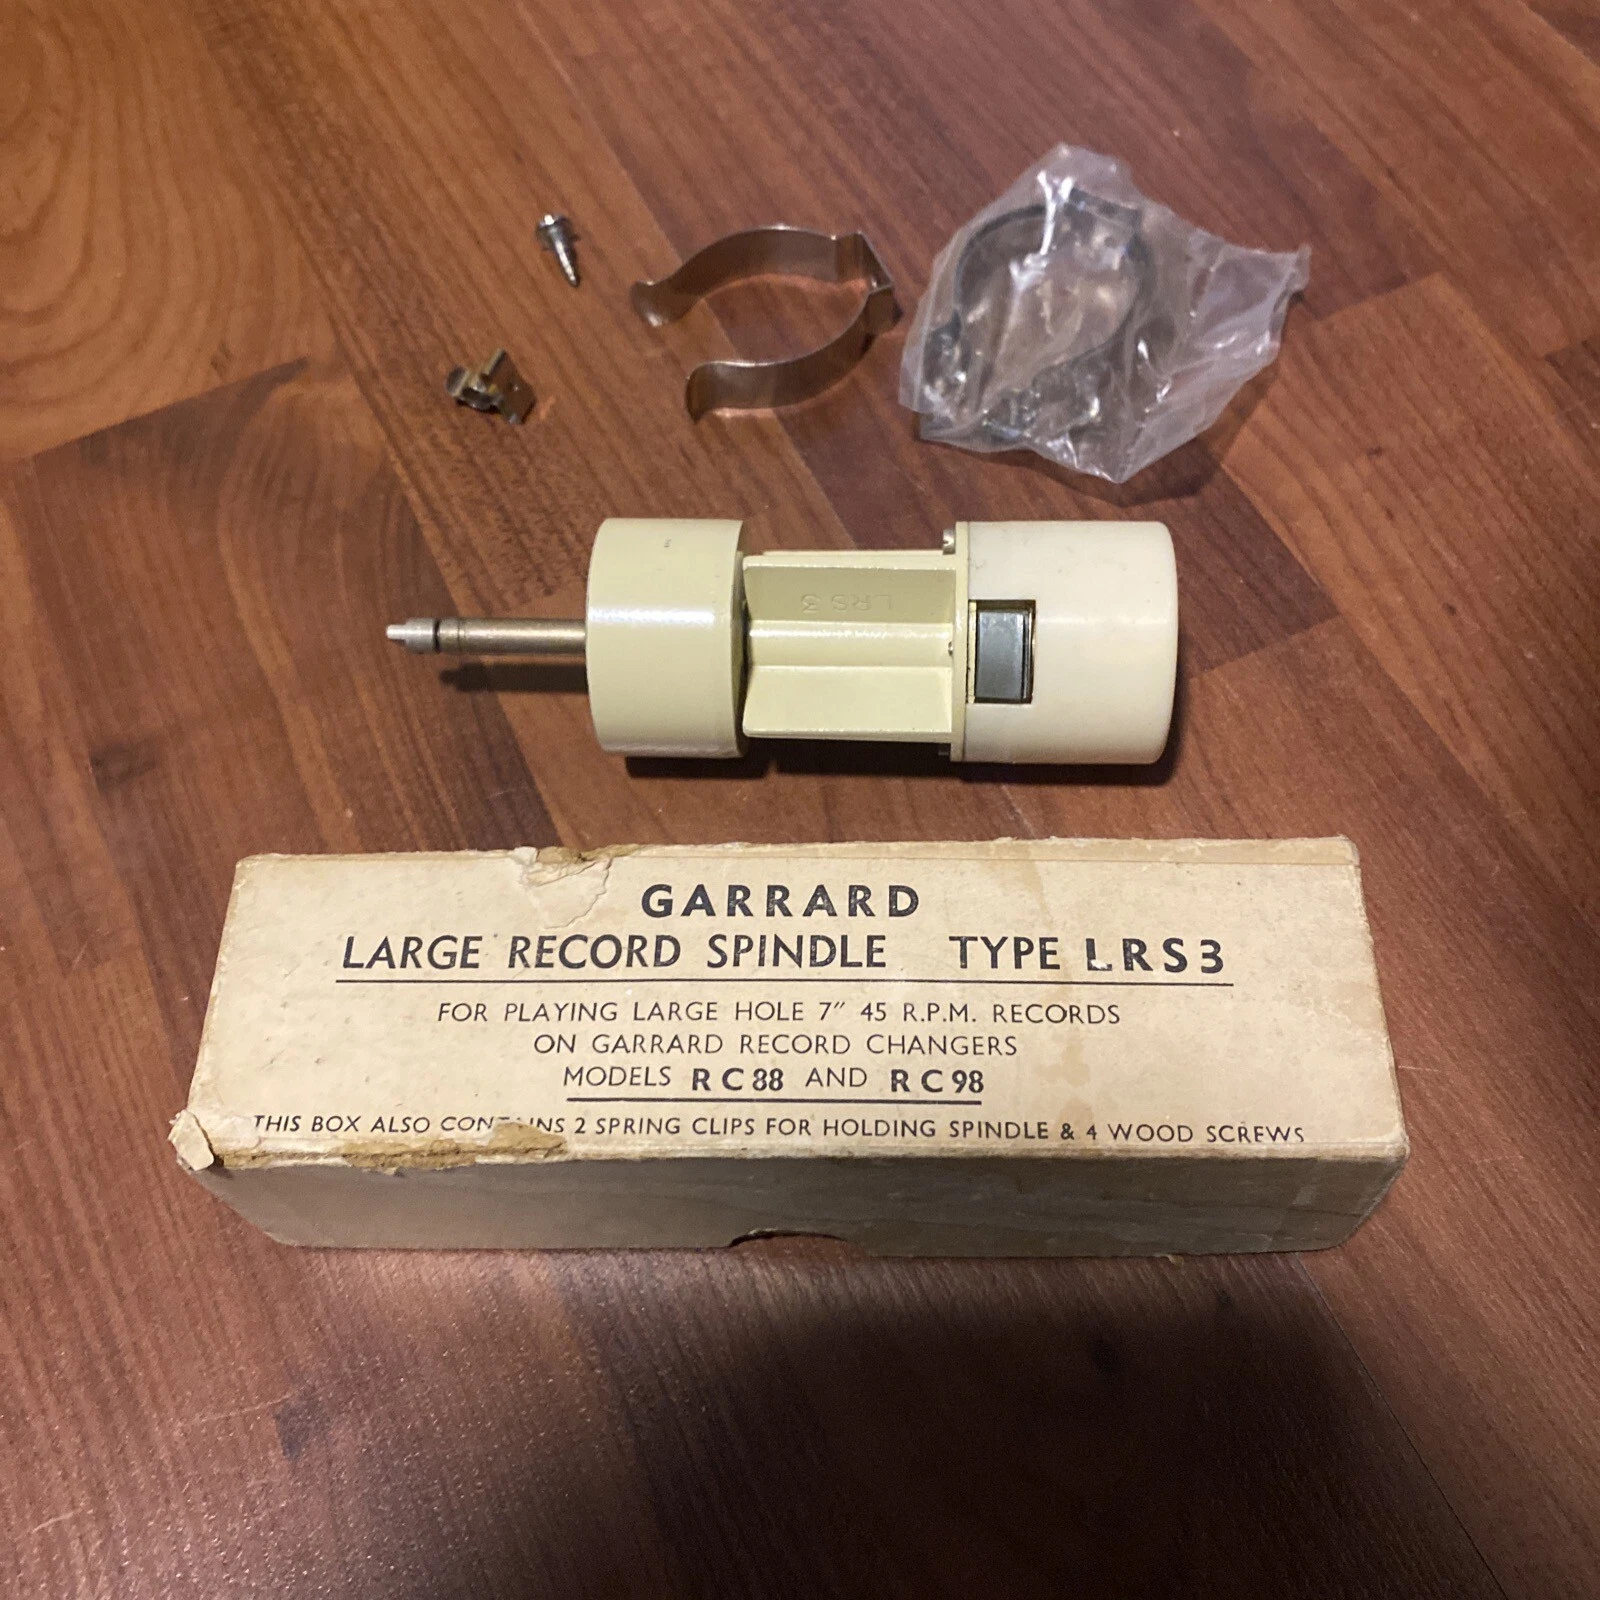 LRS3
GARRARD
LARGE RECORD SPINDLE TYPE LRS3
FOR PLAYING LARGE HOLE 7″ 45 R.P.M. RECORDS
ON GARRARD RECORD CHANGERS
MODELS RC88 AND RC98
THIS BOX ALSO CONTAINS 2 SPRING CLIPS FOR HOLDING SPINDLE & 4 WOOD SCREWS